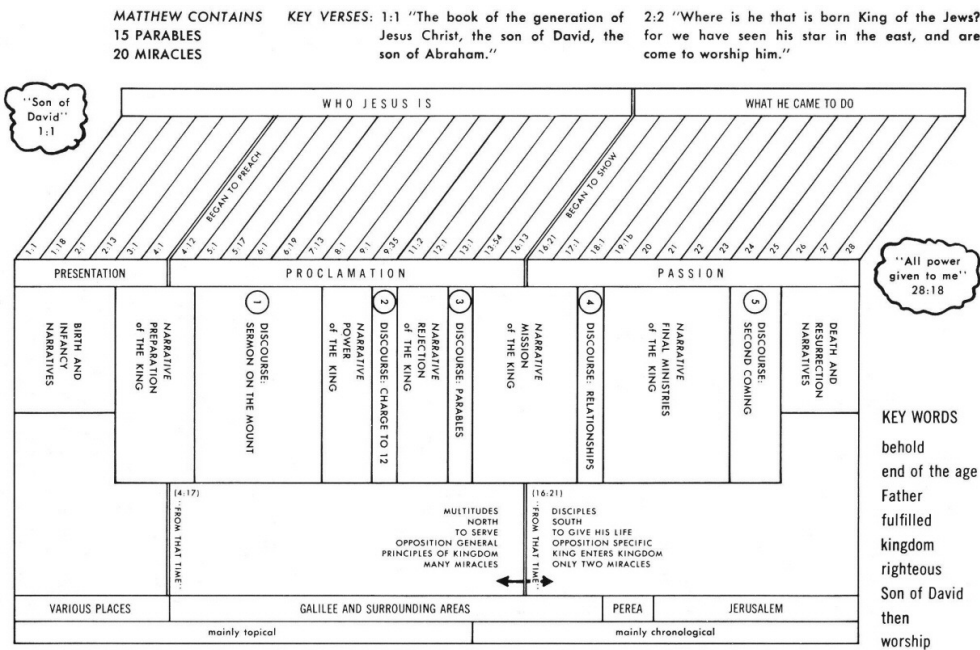 MATTHEW CONTAINS
15 PARABLES
20 MIRACLES
KEY VERSES: 1:1 "The book of the generation of
Jesus Christ, the son of David, the
son of Abraham."
2:2 "Where is he that is born King of the Jews?
for we have seen his star in the east, and are
come to worship him."
"Son of
David"
1:1
WHO JESUS IS
WHAT HE CAME TO DO
BEGAN TO PREACH
BEGAN TO SHOW
1:1
1:18
2:1
2:13
3:1
4:1
4:12
5:1
5:17
6:1
6:19
7:13
8:1
9:1
9:35
11:2
12:1
13:1
13:54
16:13
16:21
17:1
18:1
19:1b
20
21
22
23
24
25
26
27
28
"All power
given to me"
28:18
PRESENTATION
PROCLAMATION
PASSION
BIRTH AND
INFANCY
NARRATIVES
NARRATIVE
PREPARATION
of THE KING
1
DISCOURSE:
SERMON ON THE MOUNT
NARRATIVE
POWER
of THE KING
2
DISCOURSE: CHARGE TO 12
NARRATIVE
REJECTION
of THE KING
3
DISCOURSE: PARABLES
NARRATIVE
MISSION
of THE KING
4
DISCOURSE: RELATIONSHIPS
NARRATIVE
FINAL MINISTRIES
of THE KING
5
DISCOURSE:
SECOND COMING
DEATH AND
RESURRECTION
NARRATIVES
(4:17)
"FROM THAT TIME"
MULTITUDES
NORTH
TO SERVE
OPPOSITION GENERAL
PRINCIPLES OF KINGDOM
MANY MIRACLES
(16:21)
"FROM THAT TIME"
DISCIPLES
SOUTH
TO GIVE HIS LIFE
OPPOSITION SPECIFIC
KING ENTERS KINGDOM
ONLY TWO MIRACLES
KEY WORDS
behold
end of the age
Father
fulfilled
kingdom
righteous
Son of David
then
worship
VARIOUS PLACES
GALILEE AND SURROUNDING AREAS
PEREA
JERUSALEM
mainly topical
mainly chronological